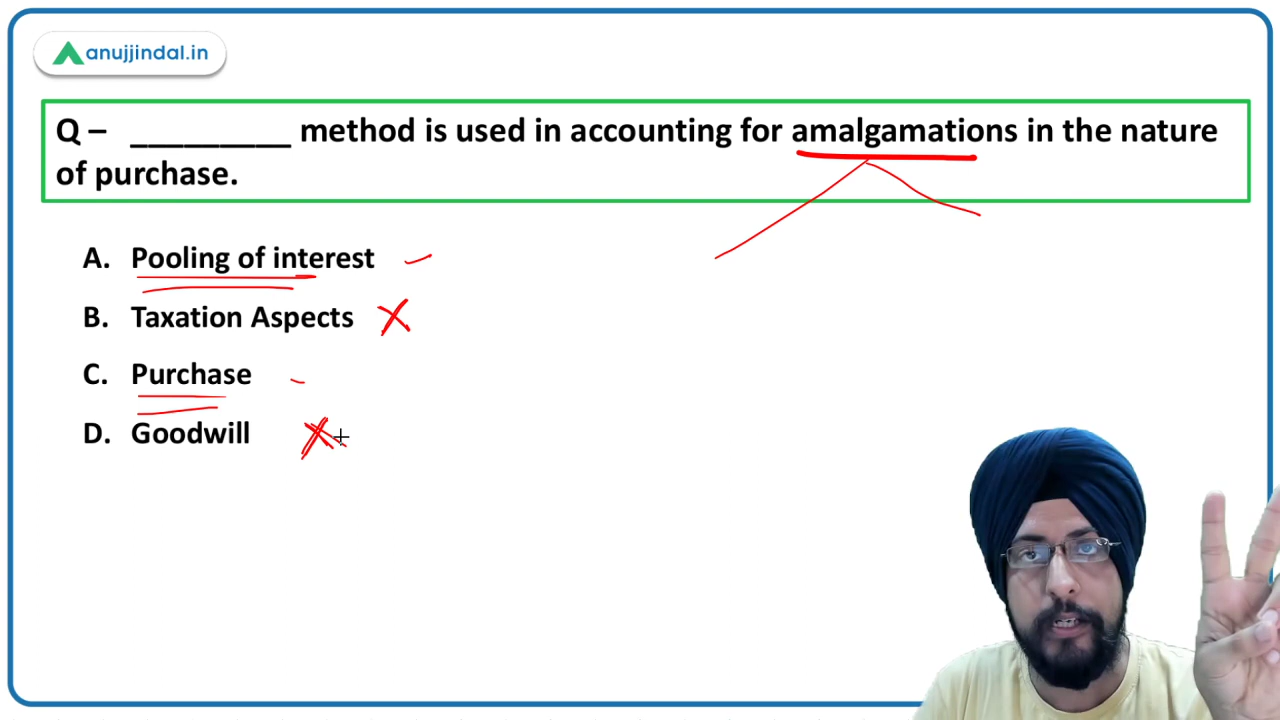 anujjindal.in
Q – _________ method is used in accounting for amalgamations in the nature
of purchase.
A. Pooling of interest
B. Taxation Aspects
C. Purchase
D. Goodwill